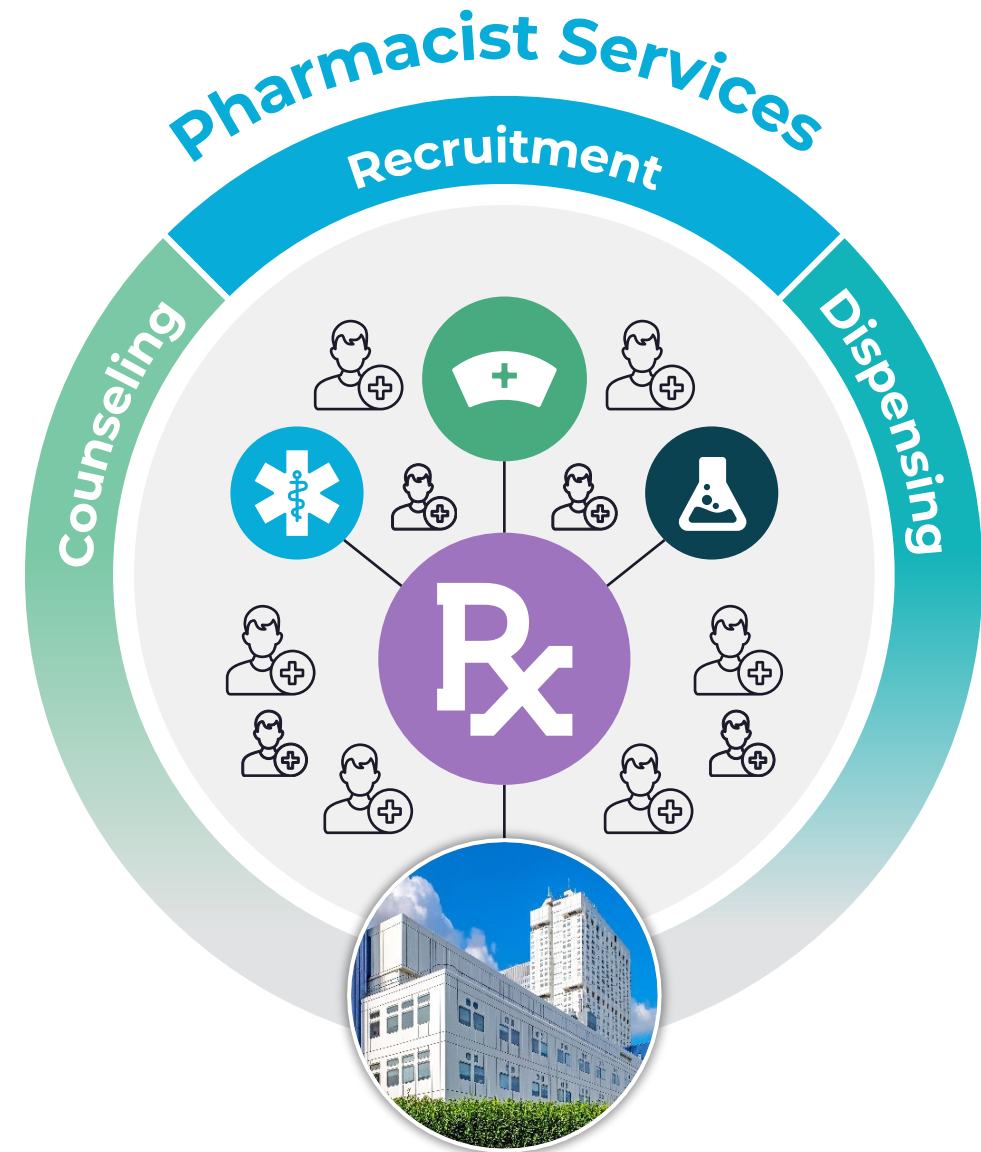 Pharmacist Services
Recruitment
Counseling
Dispensing
Rx